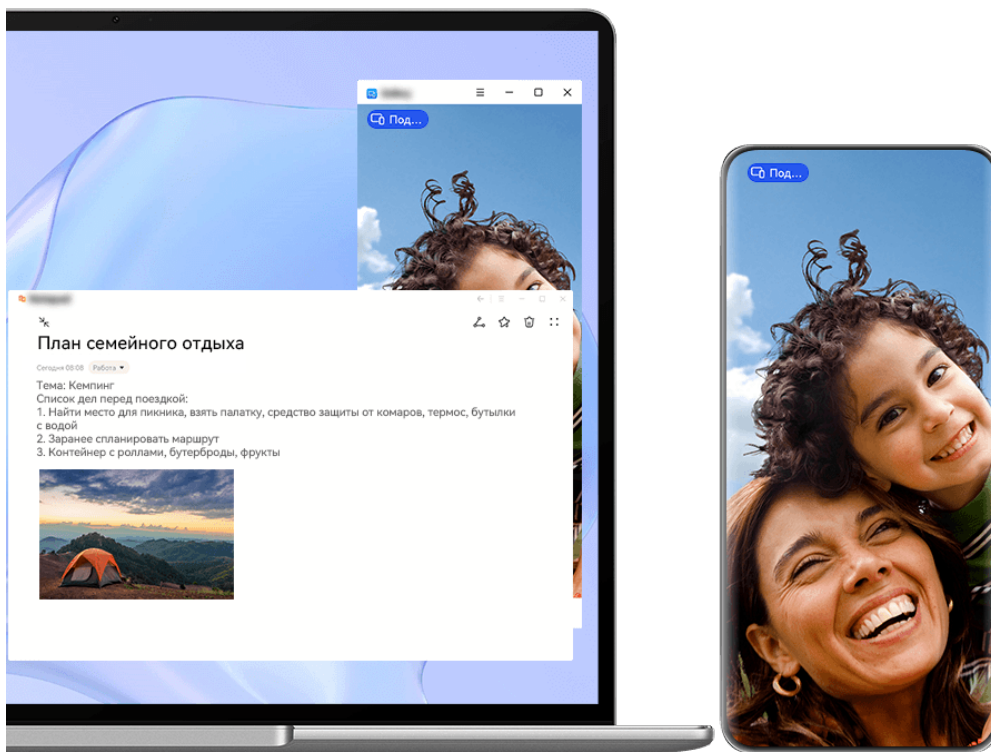 Под...
Под...
План семейного отдыха
Сегодня 08:08 Работа
Тема: Кемпинг
Список дел перед поездкой:
1. Найти место для пикника, взять палатку, средство защиты от комаров, термос, бутылки
с водой
2. Заранее спланировать маршрут
3. Контейнер с роллами, бутерброды, фрукты